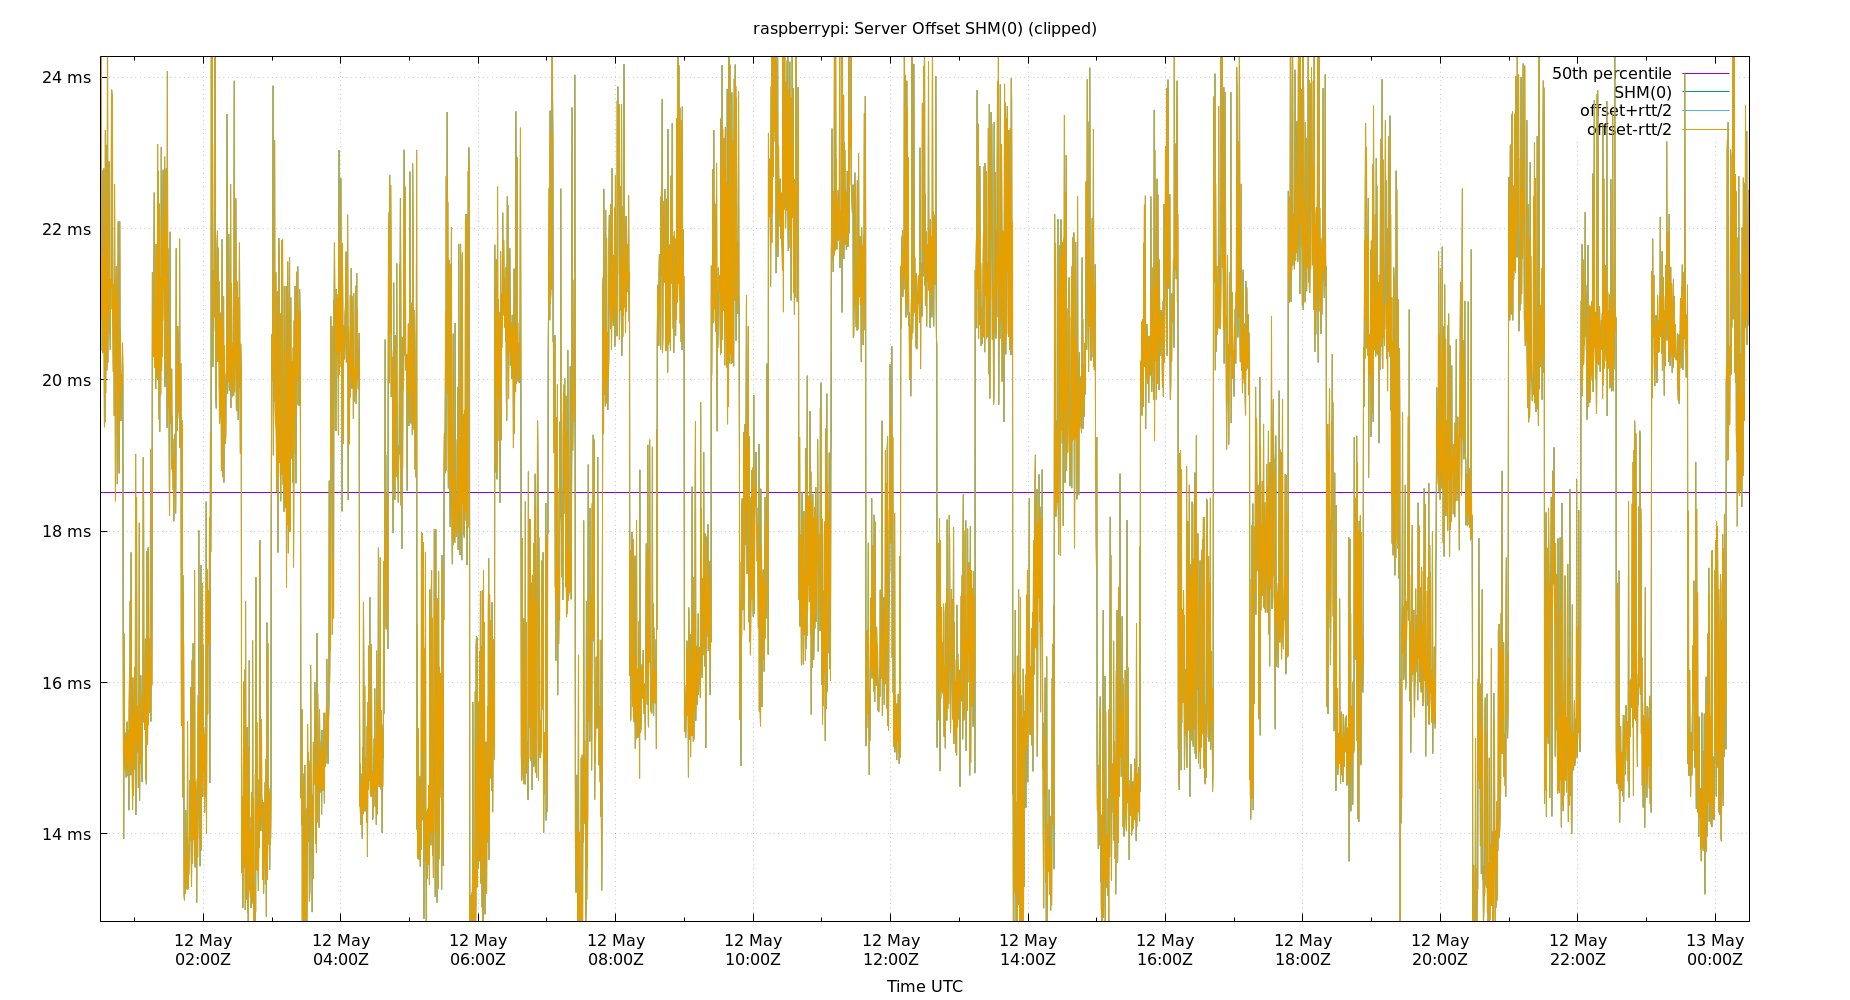 raspberrypi: Server Offset SHM(0) (clipped)
24 ms
22 ms
20 ms
18 ms
16 ms
14 ms
50th percentile
SHM(0)
offset+rtt/2
offset-rtt/2
12 May 02:00Z
12 May 04:00Z
12 May 06:00Z
12 May 08:00Z
12 May 10:00Z
12 May 12:00Z
12 May 14:00Z
12 May 16:00Z
12 May 18:00Z
12 May 20:00Z
12 May 22:00Z
13 May 00:00Z
Time UTC